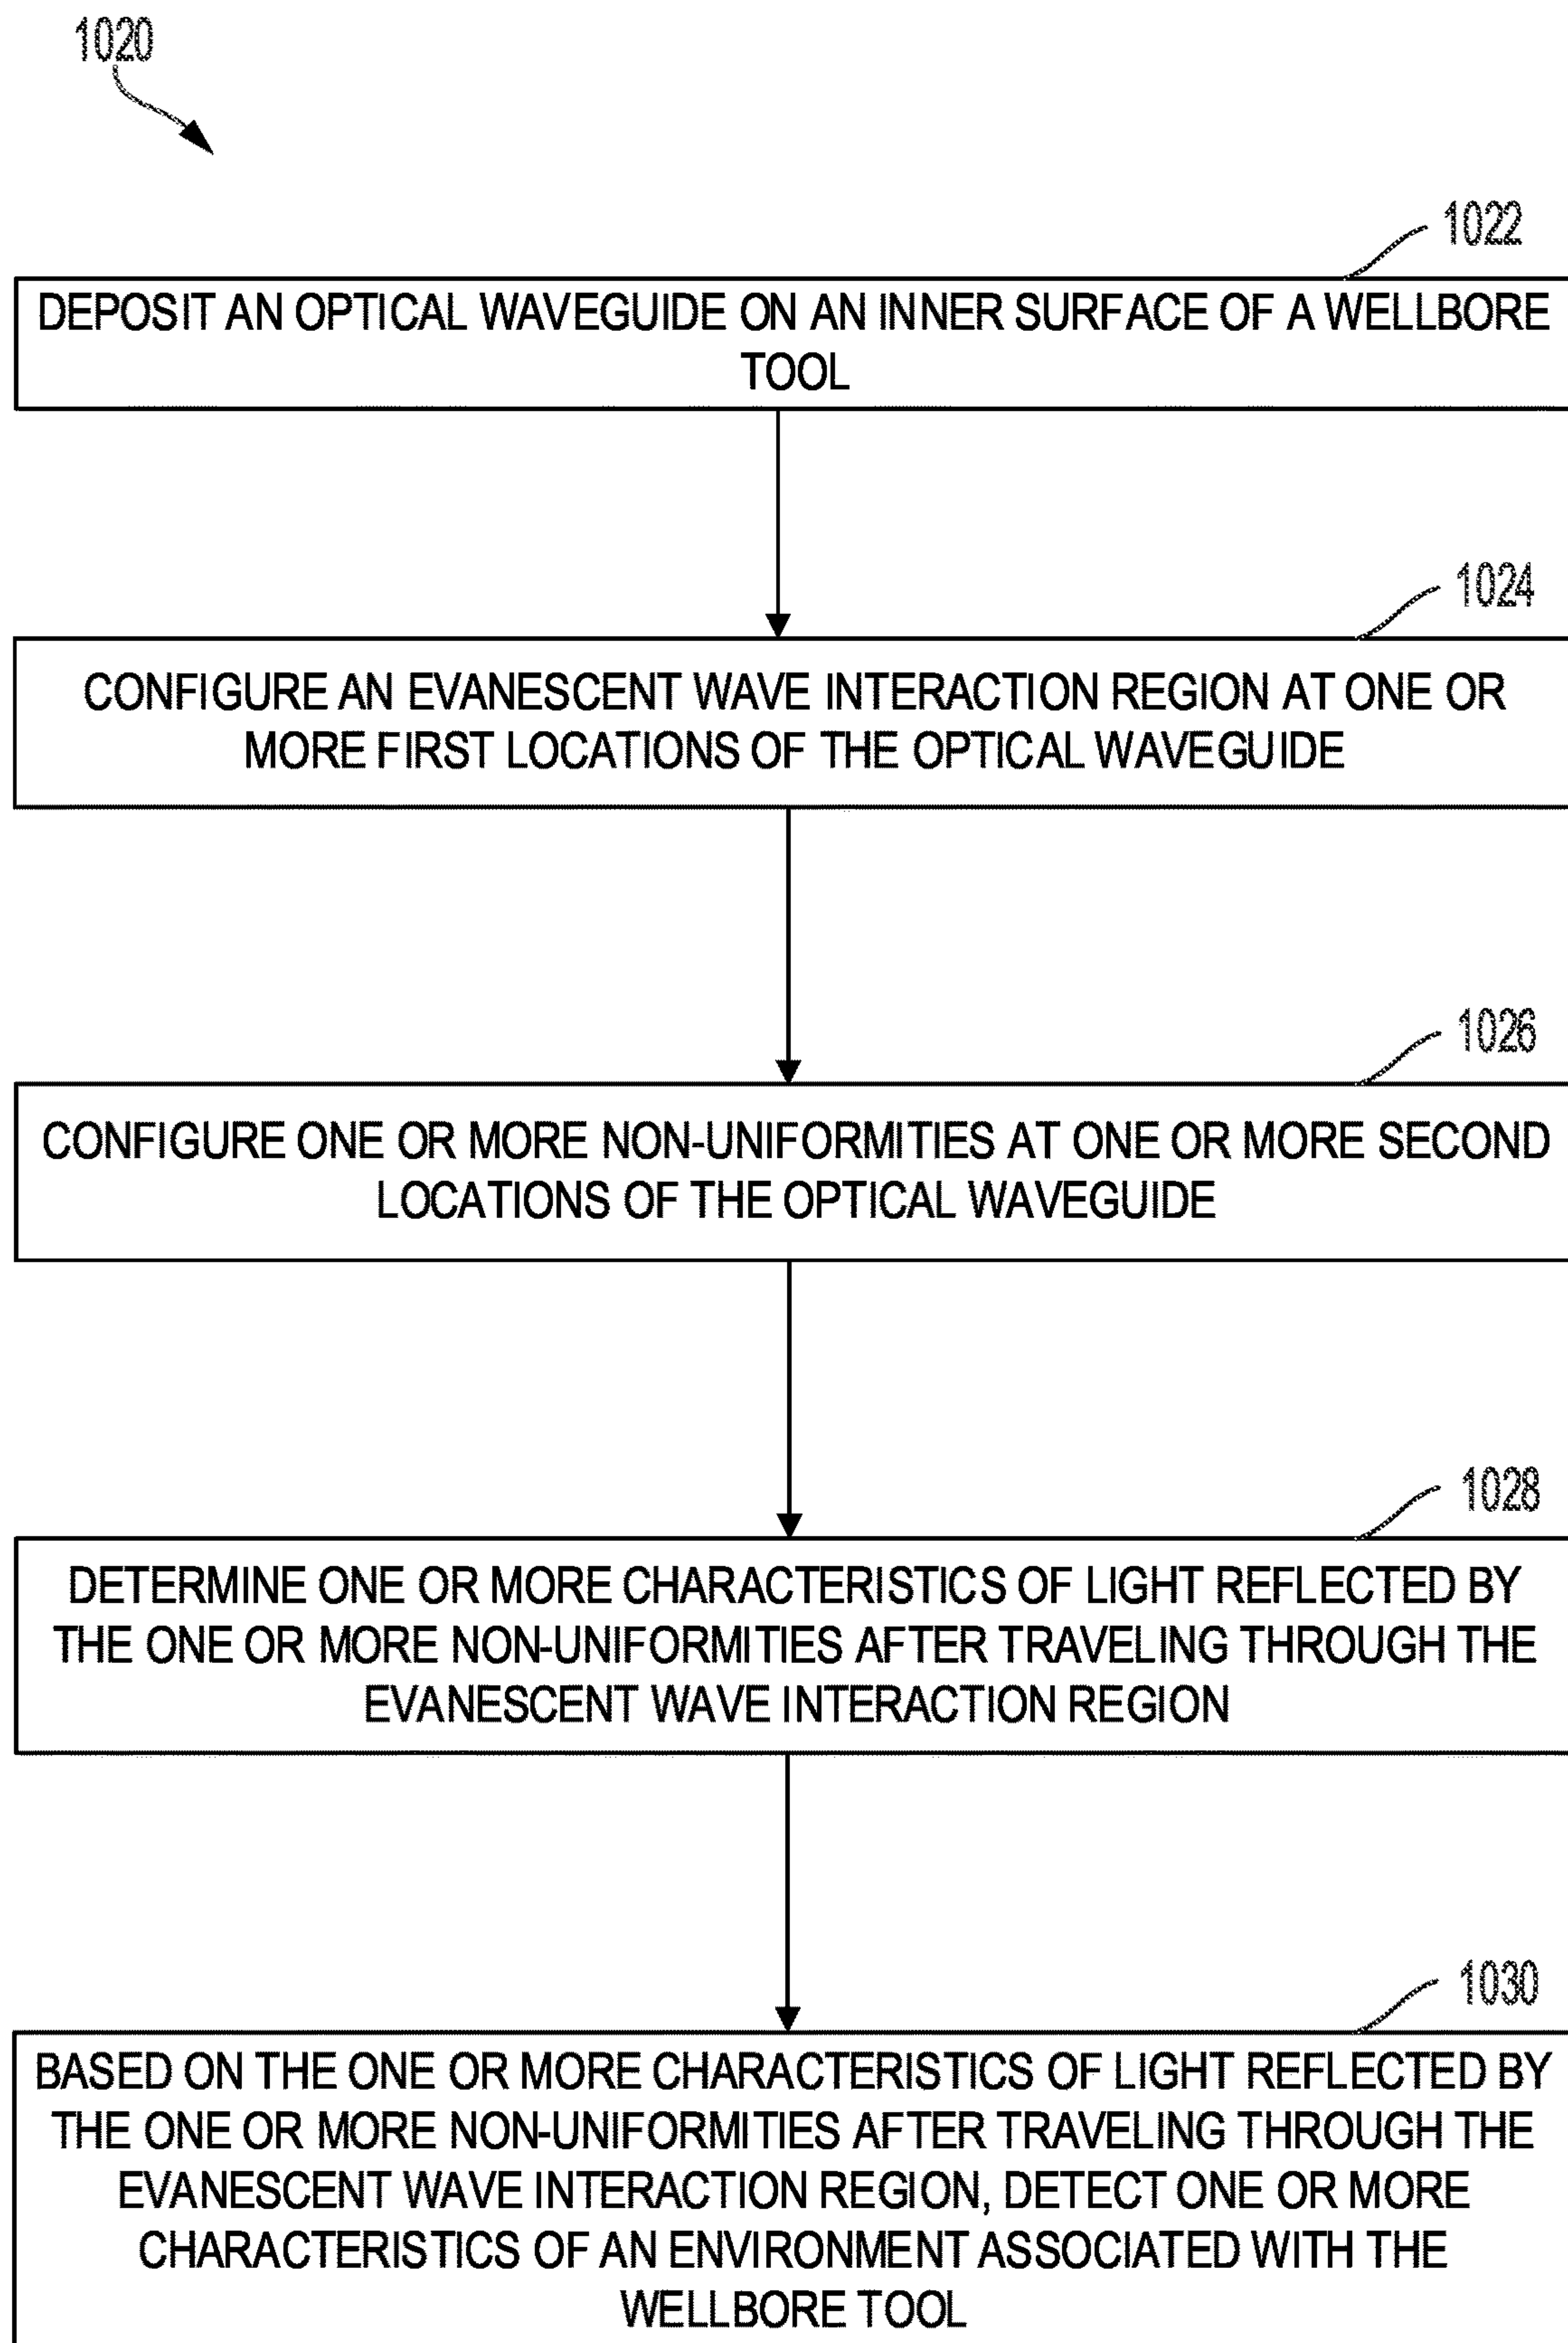 1020
1022
DEPOSIT AN OPTICAL WAVEGUIDE ON AN INNER SURFACE OF A WELLBORE
TOOL
1024
CONFIGURE AN EVANESCENT WAVE INTERACTION REGION AT ONE OR
MORE FIRST LOCATIONS OF THE OPTICAL WAVEGUIDE
1026
CONFIGURE ONE OR MORE NON-UNIFORMITIES AT ONE OR MORE SECOND
LOCATIONS OF THE OPTICAL WAVEGUIDE
1028
DETERMINE ONE OR MORE CHARACTERISTICS OF LIGHT REFLECTED BY
THE ONE OR MORE NON-UNIFORMITIES AFTER TRAVELING THROUGH THE
EVANESCENT WAVE INTERACTION REGION
1030
BASED ON THE ONE OR MORE CHARACTERISTICS OF LIGHT REFLECTED BY
THE ONE OR MORE NON-UNIFORMITIES AFTER TRAVELING THROUGH THE
EVANESCENT WAVE INTERACTION REGION, DETECT ONE OR MORE
CHARACTERISTICS OF AN ENVIRONMENT ASSOCIATED WITH THE
WELLBORE TOOL